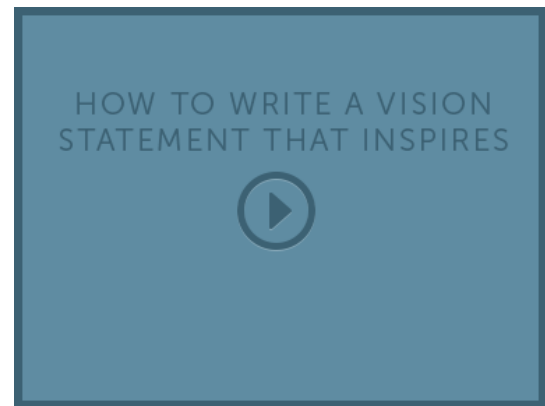 HOW TO WRITE A VISION
STATEMENT THAT INSPIRES